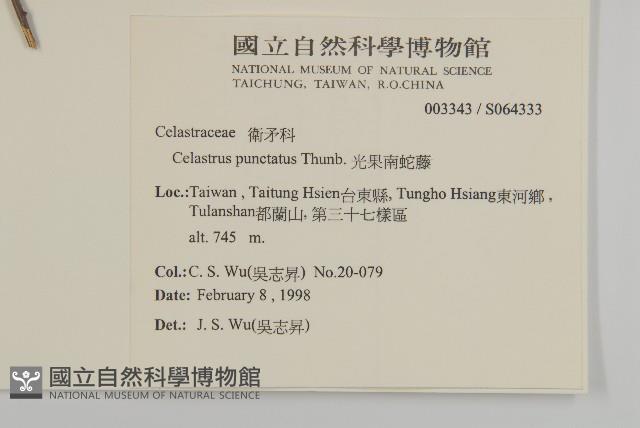 國立自然科學博物館
NATIONAL MUSEUM OF NATURAL SCIENCE
TAICHUNG, TAIWAN, R.O.CHINA
003343 / S064333
Celastraceae 衛矛科
Celastrus punctatus Thunb. 光果南蛇藤
Loc.:Taiwan , Taitung Hsien台東縣, Tungho Hsiang東河鄉 ,
Tulanshan都蘭山, 第三十七樣區
alt. 745 m.
Col.:C. S. Wu(吳志昇) No.20-079
Date: February 8 , 1998
Det.: J. S. Wu(吳志昇)
國立自然科學博物館
NATIONAL MUSEUM OF NATURAL SCIENCE